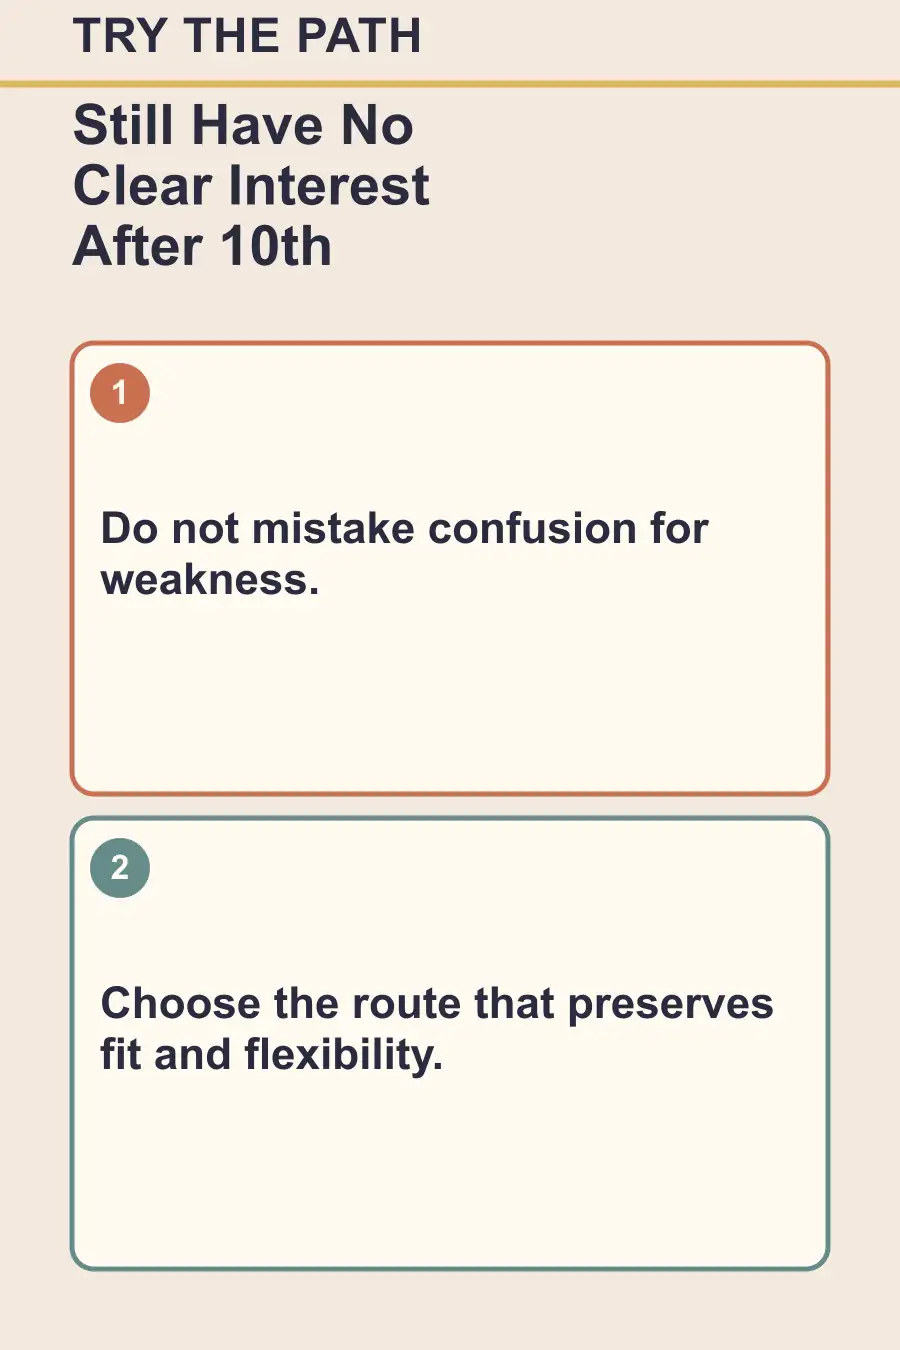 TRY THE PATH
Still Have No
Clear Interest
After 10th
1
Do not mistake confusion for
weakness.
2
Choose the route that preserves
fit and flexibility.